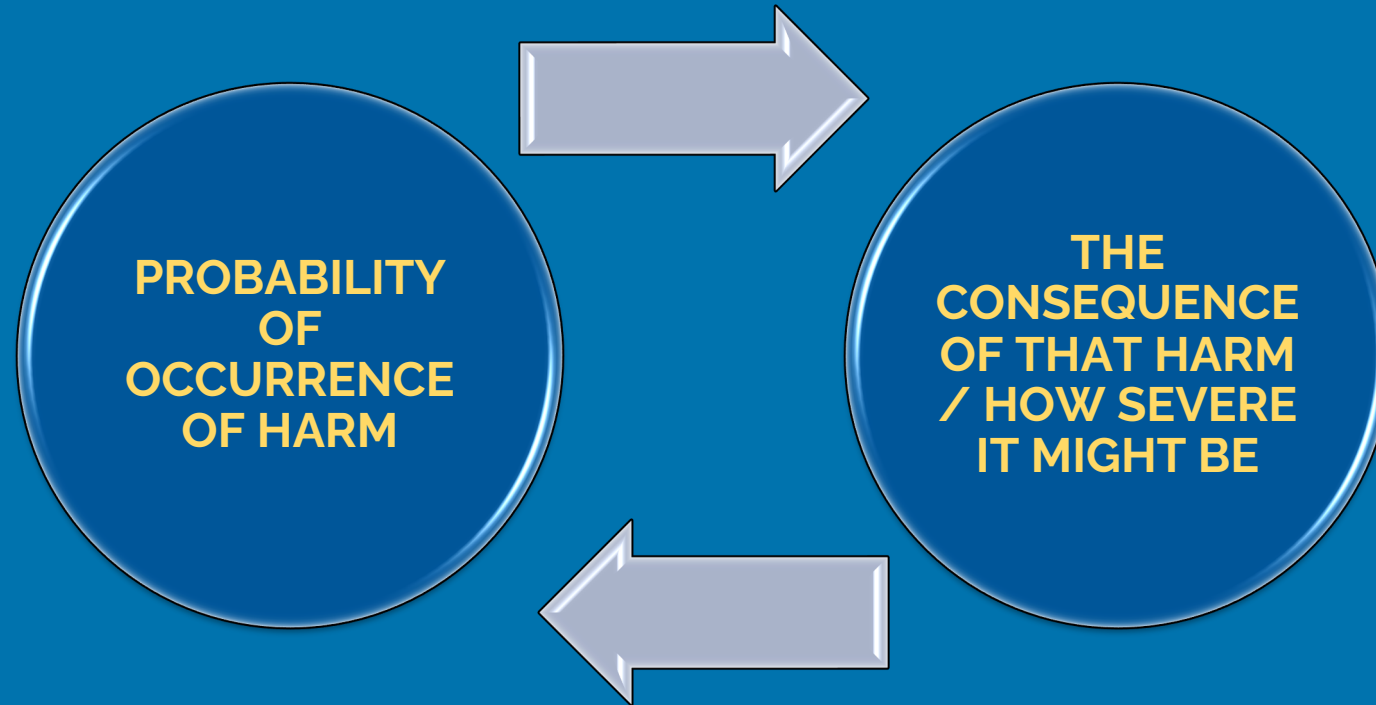 PROBABILITY
OF
OCCURRENCE
OF HARM
THE
CONSEQUENCE
OF THAT HARM
/ HOW SEVERE
IT MIGHT BE